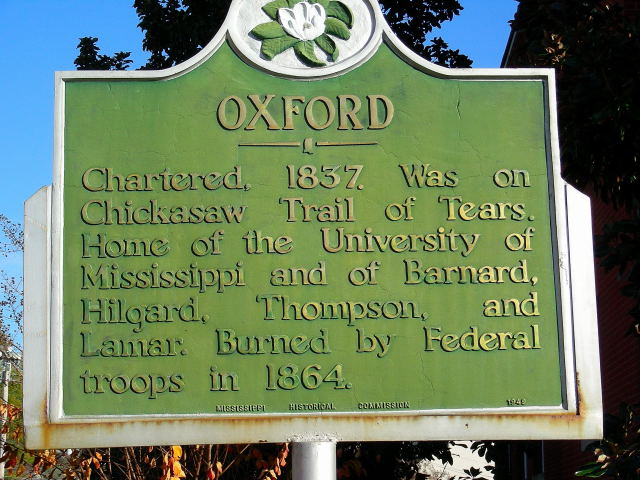 OXFORD
Chartered, 1837. Was on
Chickasaw Trail of Tears.
Home of the University of
Mississippi and of Barnard,
Hilgard, Thompson, and
Lamar. Burned by Federal
troops in 1864.
MISSISSIPPI HISTORICAL COMMISSION 1949